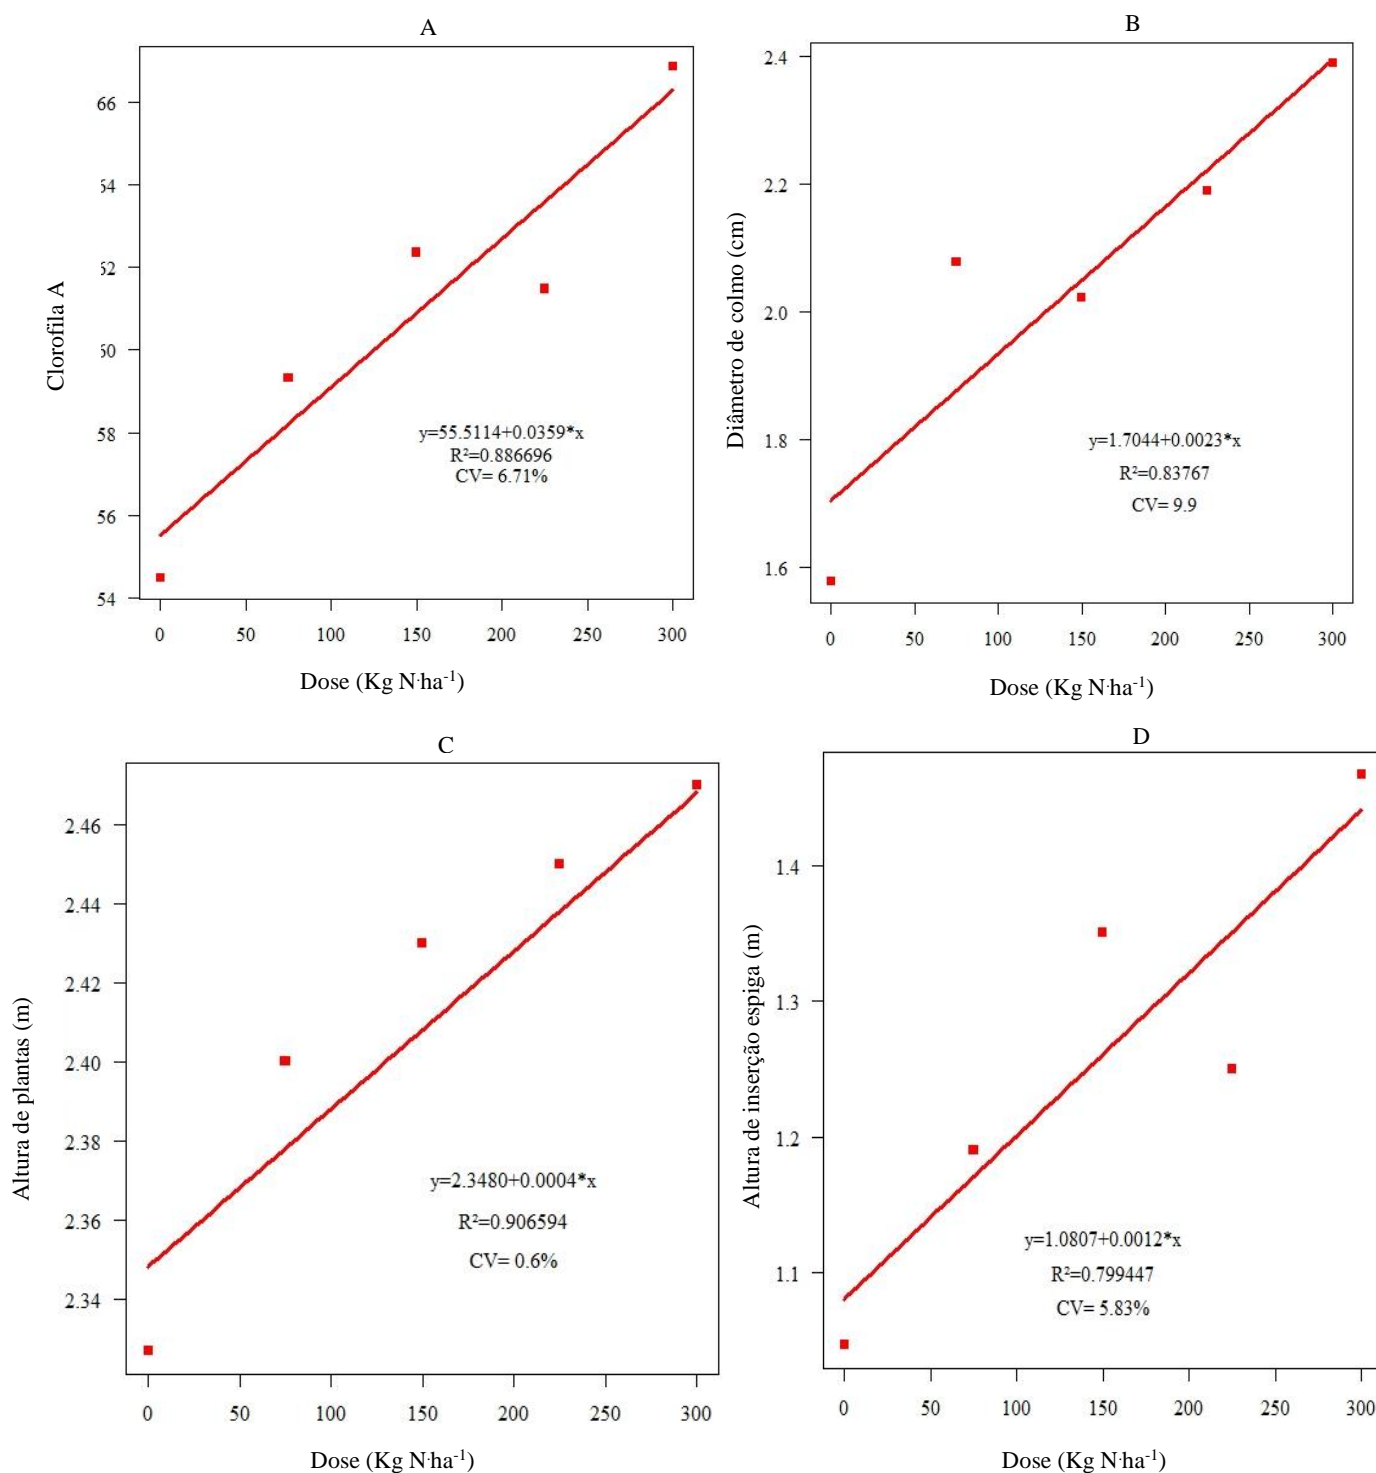 A
66
54
52
50
58
56
54
Clorofila A
y=55.5114+0.0359*x
R²=0.886696
CV= 6.71%
0 50 100 150 200 250 300
Dose (Kg N·ha⁻¹)
B
2.4
2.2
2.0
1.8
1.6
Diâmetro de colmo (cm)
y=1.7044+0.0023*x
R²=0.83767
CV= 9.9
0 50 100 150 200 250 300
Dose (Kg N·ha⁻¹)
C
2.46
2.44
2.42
2.40
2.38
2.36
2.34
Altura de plantas (m)
y=2.3480+0.0004*x
R²=0.906594
CV= 0.6%
0 50 100 150 200 250 300
Dose (Kg N·ha⁻¹)
D
1.4
1.3
1.2
1.1
Altura de inserção espiga (m)
y=1.0807+0.0012*x
R²=0.799447
CV= 5.83%
0 50 100 150 200 250 300
Dose (Kg N·ha⁻¹)